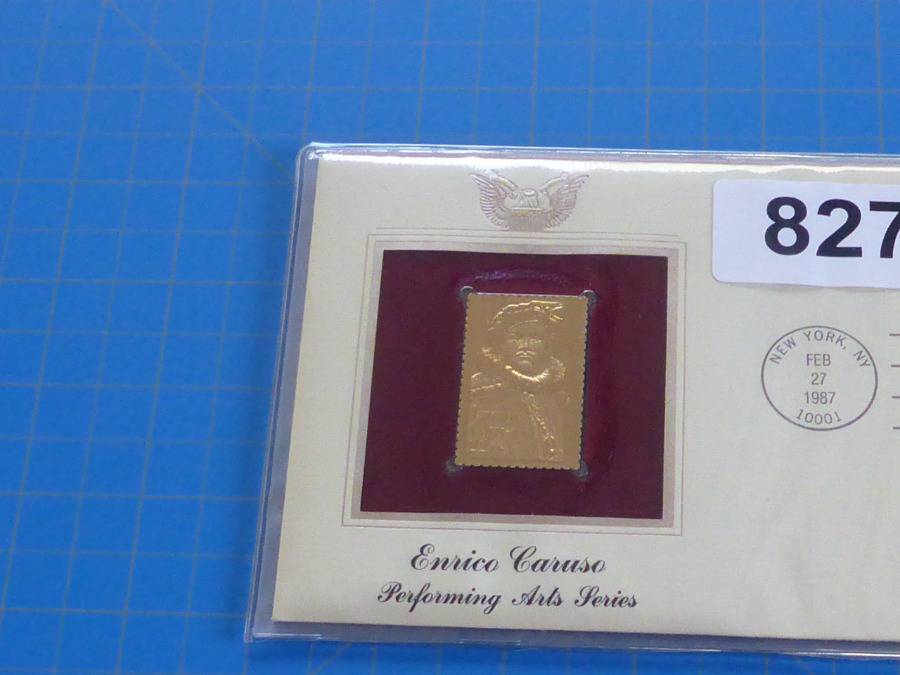 827
NEW YORK, NY
FEB
27
1987
10001
Enrico Caruso
Performing Arts Series